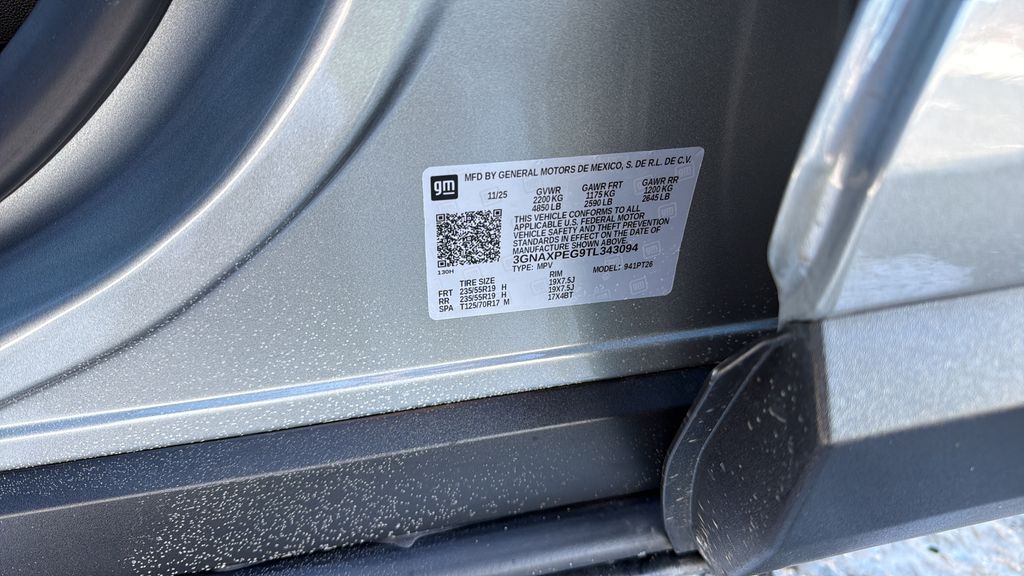 gm
MFD BY GENERAL MOTORS DE MEXICO, S. DE R.L. DE C.V.
11/25 GVWR GAWR FRT GAWR RR
2200 KG 1175 KG 1200 KG
4850 LB 2590 LB 2645 LB
THIS VEHICLE CONFORMS TO ALL
APPLICABLE U.S. FEDERAL MOTOR
VEHICLE SAFETY AND THEFT PREVENTION
STANDARDS IN EFFECT ON THE DATE OF
MANUFACTURE SHOWN ABOVE.
3GNAXPEG9TL343094
130H
TYPE: MPV MODEL: 941PT26
TIRE SIZE RIM
FRT 235/55R19 H 19X7.5J
RR 235/55R19 H 19X7.5J
SPA T125/70R17 M 17X4BT